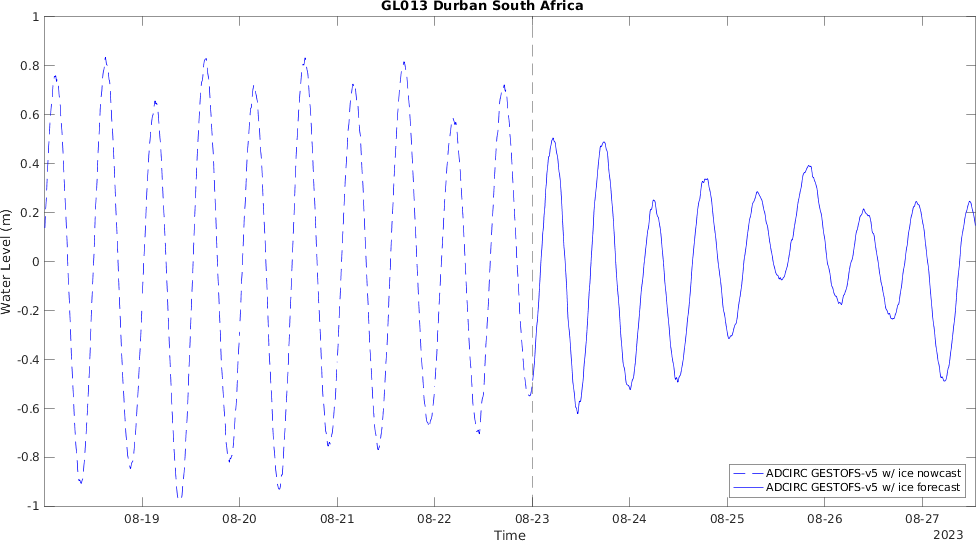 GL013 Durban South Africa
1
0.8
0.6
0.4
0.2
0
-0.2
-0.4
-0.6
-0.8
-1
Water Level (m)
ADCIRC GESTOFS-v5 w/ ice nowcast
ADCIRC GESTOFS-v5 w/ ice forecast
08-19 08-20 08-21 08-22 08-23 08-24 08-25 08-26 08-27
Time
2023